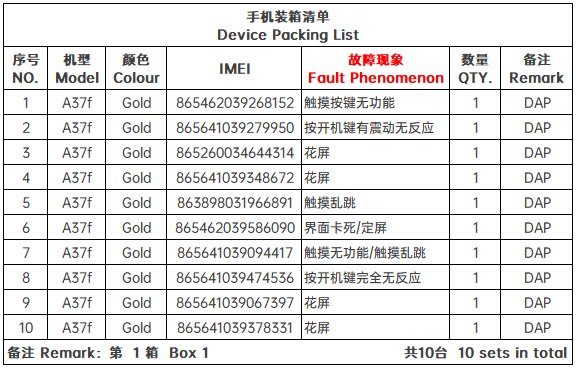 手机装箱清单
Device Packing List
序号 机型 颜色 IMEI 故障现象 数量 备注
NO. Model Colour Fault Phenomenon QTY. Remark
1 A37f Gold 865462039268152 触摸按键无功能 1 DAP
2 A37f Gold 865641039279950 按开机键有震动无反应 1 DAP
3 A37f Gold 865260034644314 花屏 1 DAP
4 A37f Gold 865641039348672 花屏 1 DAP
5 A37f Gold 863898031966891 触摸乱跳 1 DAP
6 A37f Gold 865462039586090 界面卡死/定屏 1 DAP
7 A37f Gold 865641039094417 触摸无功能/触摸乱跳 1 DAP
8 A37f Gold 865641039474536 按开机键完全无反应 1 DAP
9 A37f Gold 865641039067397 花屏 1 DAP
10 A37f Gold 865641039378331 花屏 1 DAP
备注 Remark：第 1 箱 Box 1 共10台 10 sets in total